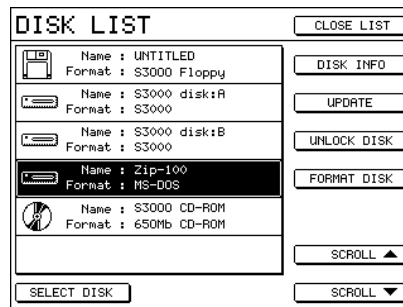 DISK LIST
CLOSE LIST
Name : UNTITLED
Format : S3000 Floppy
DISK INFO
Name : S3000 disk:A
Format : S3000
UPDATE
Name : S3000 disk:B
Format : S3000
UNLOCK DISK
Name : Zip-100
Format : MS-DOS
FORMAT DISK
Name : S3000 CD-ROM
Format : 650Mb CD-ROM
SCROLL ▲
SELECT DISK
SCROLL ▼